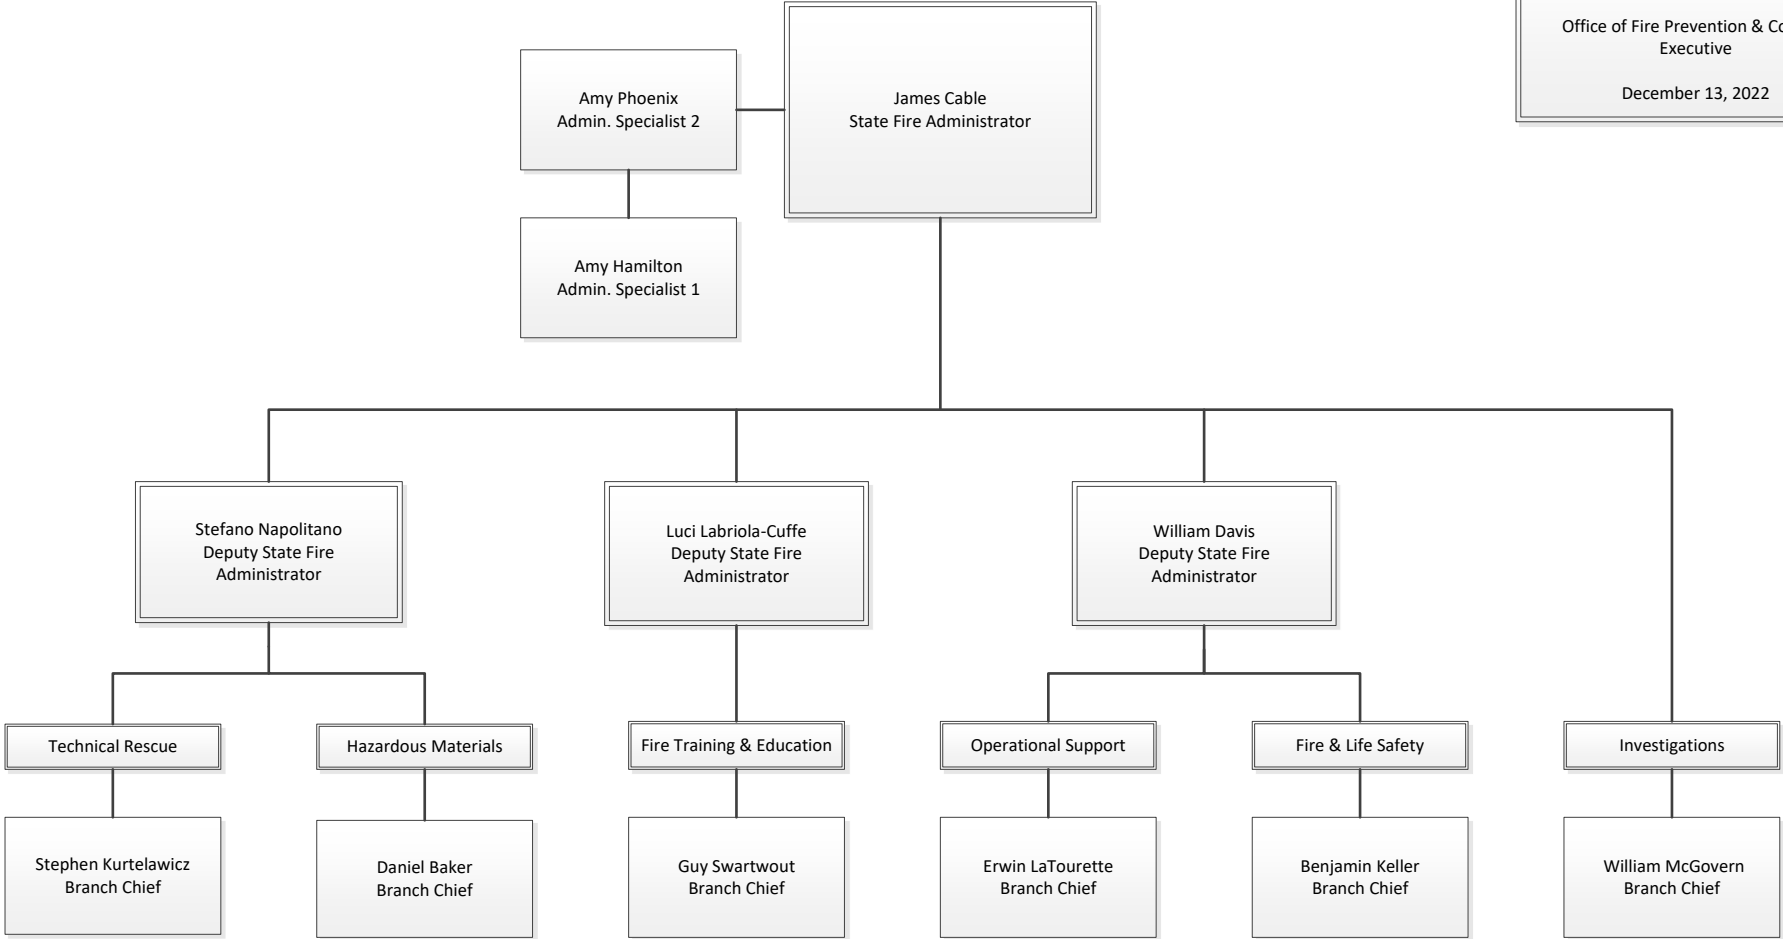 Office of Fire Prevention &
Executive
December 13, 2022
Amy Phoenix
Admin. Specialist 2
James Cable
State Fire Administrator
Amy Hamilton
Admin. Specialist 1
Stefano Napolitano
Deputy State Fire
Administrator
Luci Labriola-Cuffe
Deputy State Fire
Administrator
William Davis
Deputy State Fire
Administrator
Technical Rescue
Hazardous Materials
Fire Training & Education
Operational Support
Fire & Life Safety
Investigations
Stephen Kurtelawicz
Branch Chief
Daniel Baker
Branch Chief
Guy Swartwout
Branch Chief
Erwin LaTourette
Branch Chief
Benjamin Keller
Branch Chief
William McGovern
Branch Chief